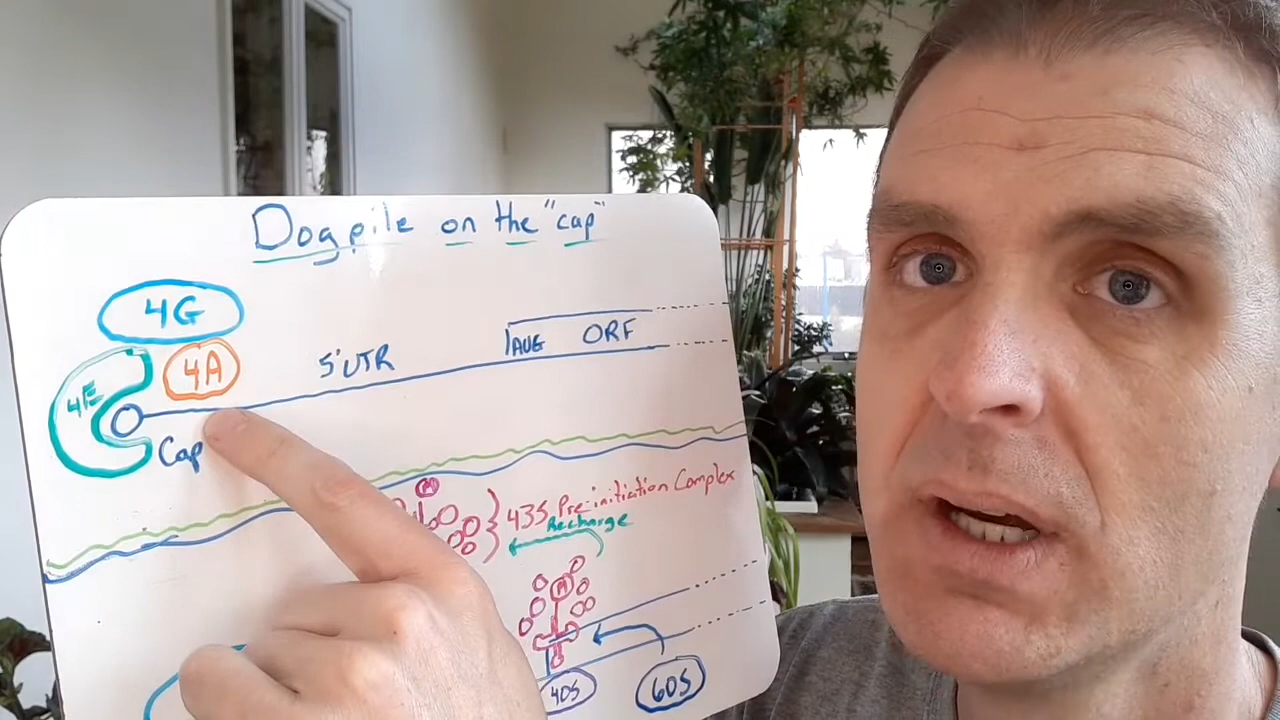 Dogpile on the "cap"
4G
4A
4E
Cap
5'UTR
AUG ORF
43S Pre-initiation Complex
Recharge
M
M
40S
60S